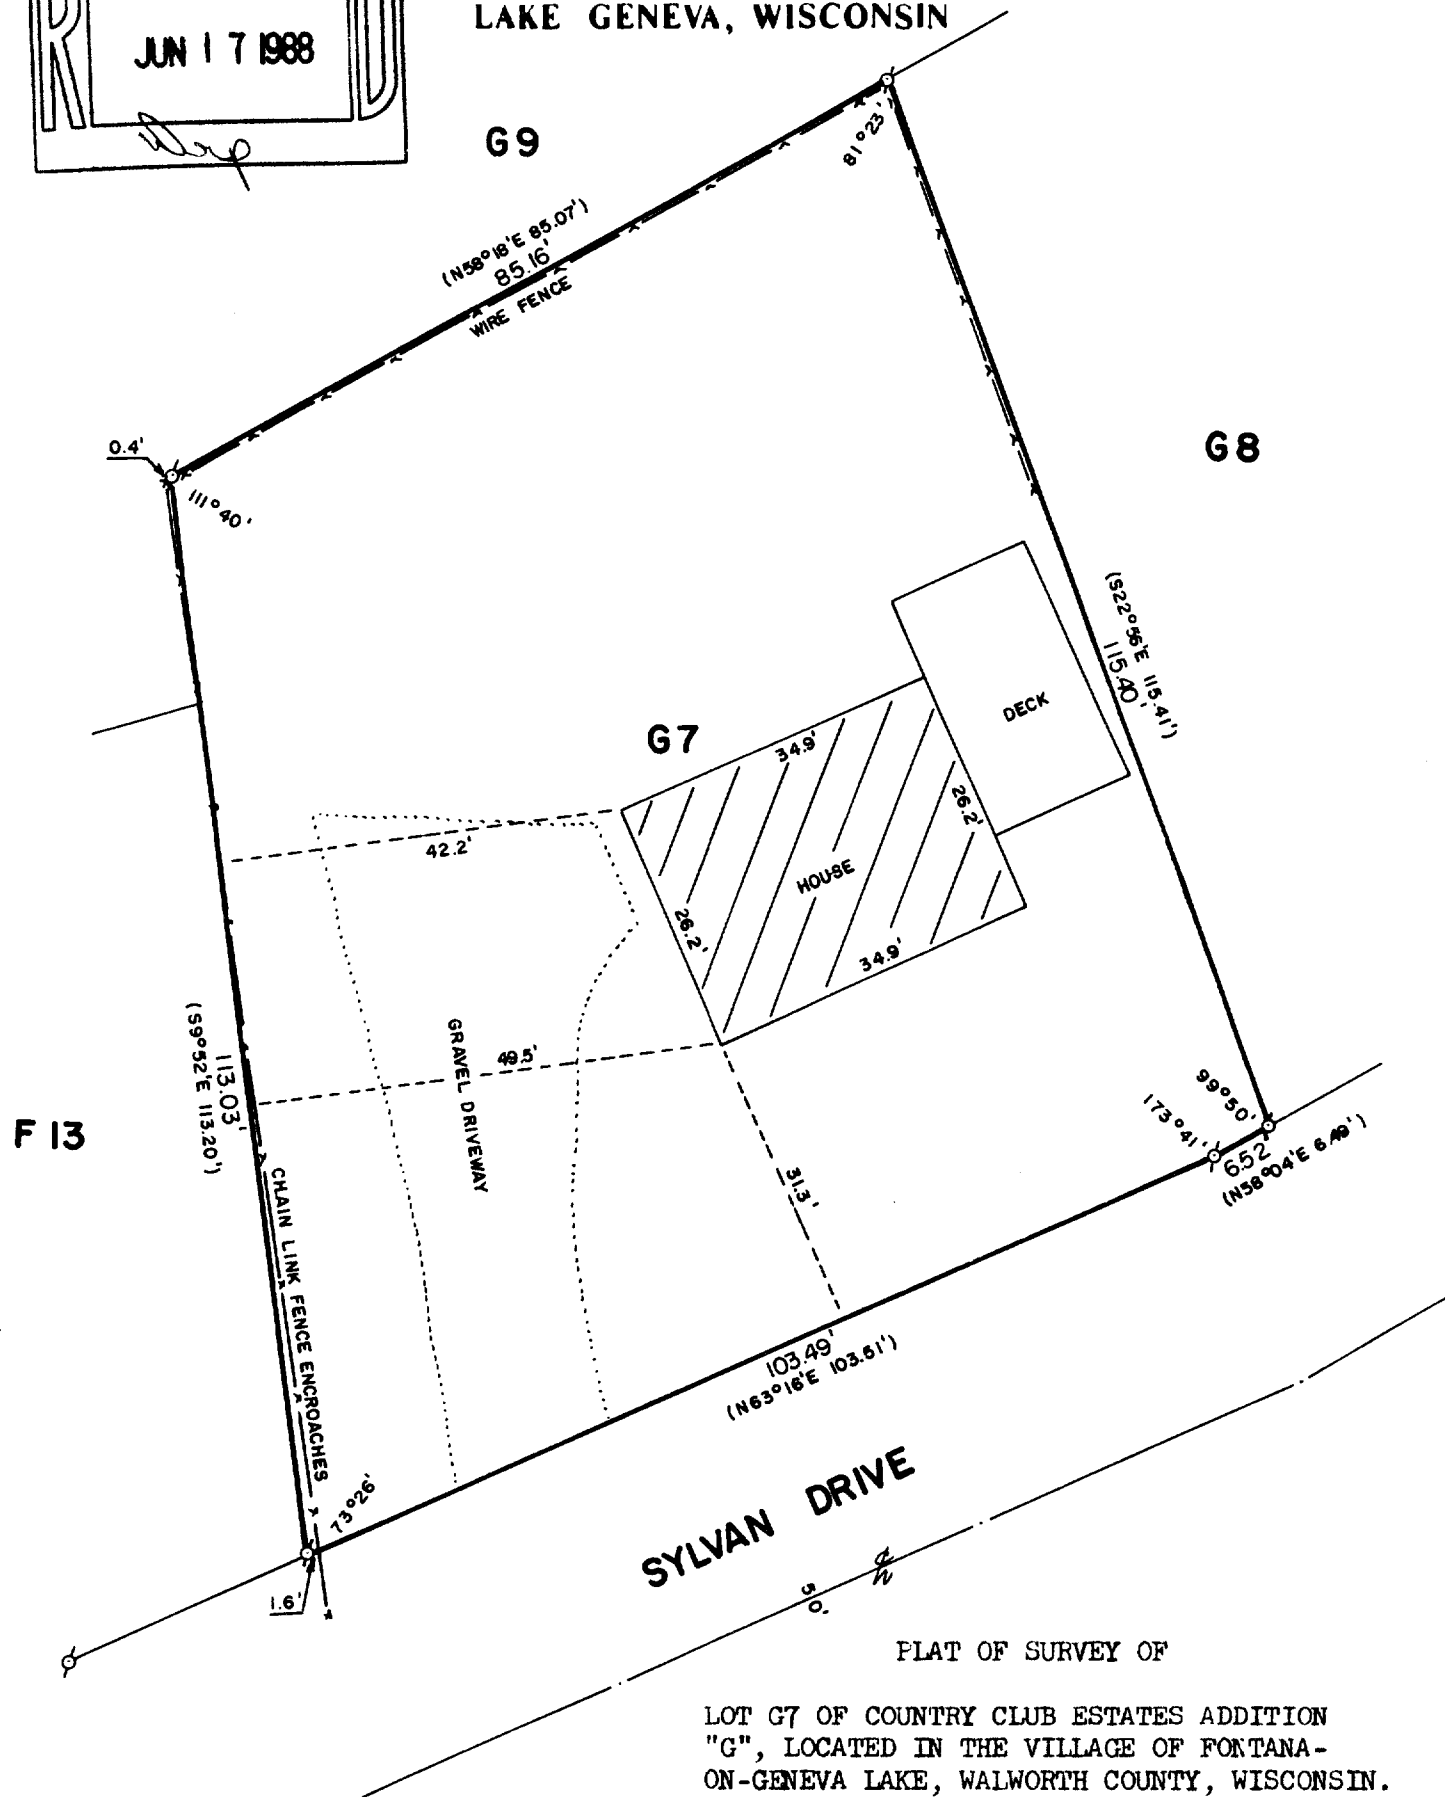 LAKE GENEVA, WISCONSIN
R D
JUN 17 1988
G9
81°23'
(N58°18'E 85.07')
85.16'
WIRE FENCE
0.4'
111°40'
G8
(S22°56'E 115.41')
115.40'
DECK
G7
34.9'
26.2'
42.2'
HOUSE
26.2'
34.9'
49.5'
GRAVEL DRIVEWAY
113.03'
(S9°52'E 113.20')
F13
CHAIN LINK FENCE ENCROACHES
99°50'
173°41'
6.52'
(N58°04'E 6.49')
31.3'
103.49'
(N63°16'E 103.51')
73°26'
1.6'
SYLVAN DRIVE
50'
PLAT OF SURVEY OF
LOT G7 OF COUNTRY CLUB ESTATES ADDITION
"G", LOCATED IN THE VILLAGE OF FONTANA-
ON-GENEVA LAKE, WALWORTH COUNTY, WISCONSIN.